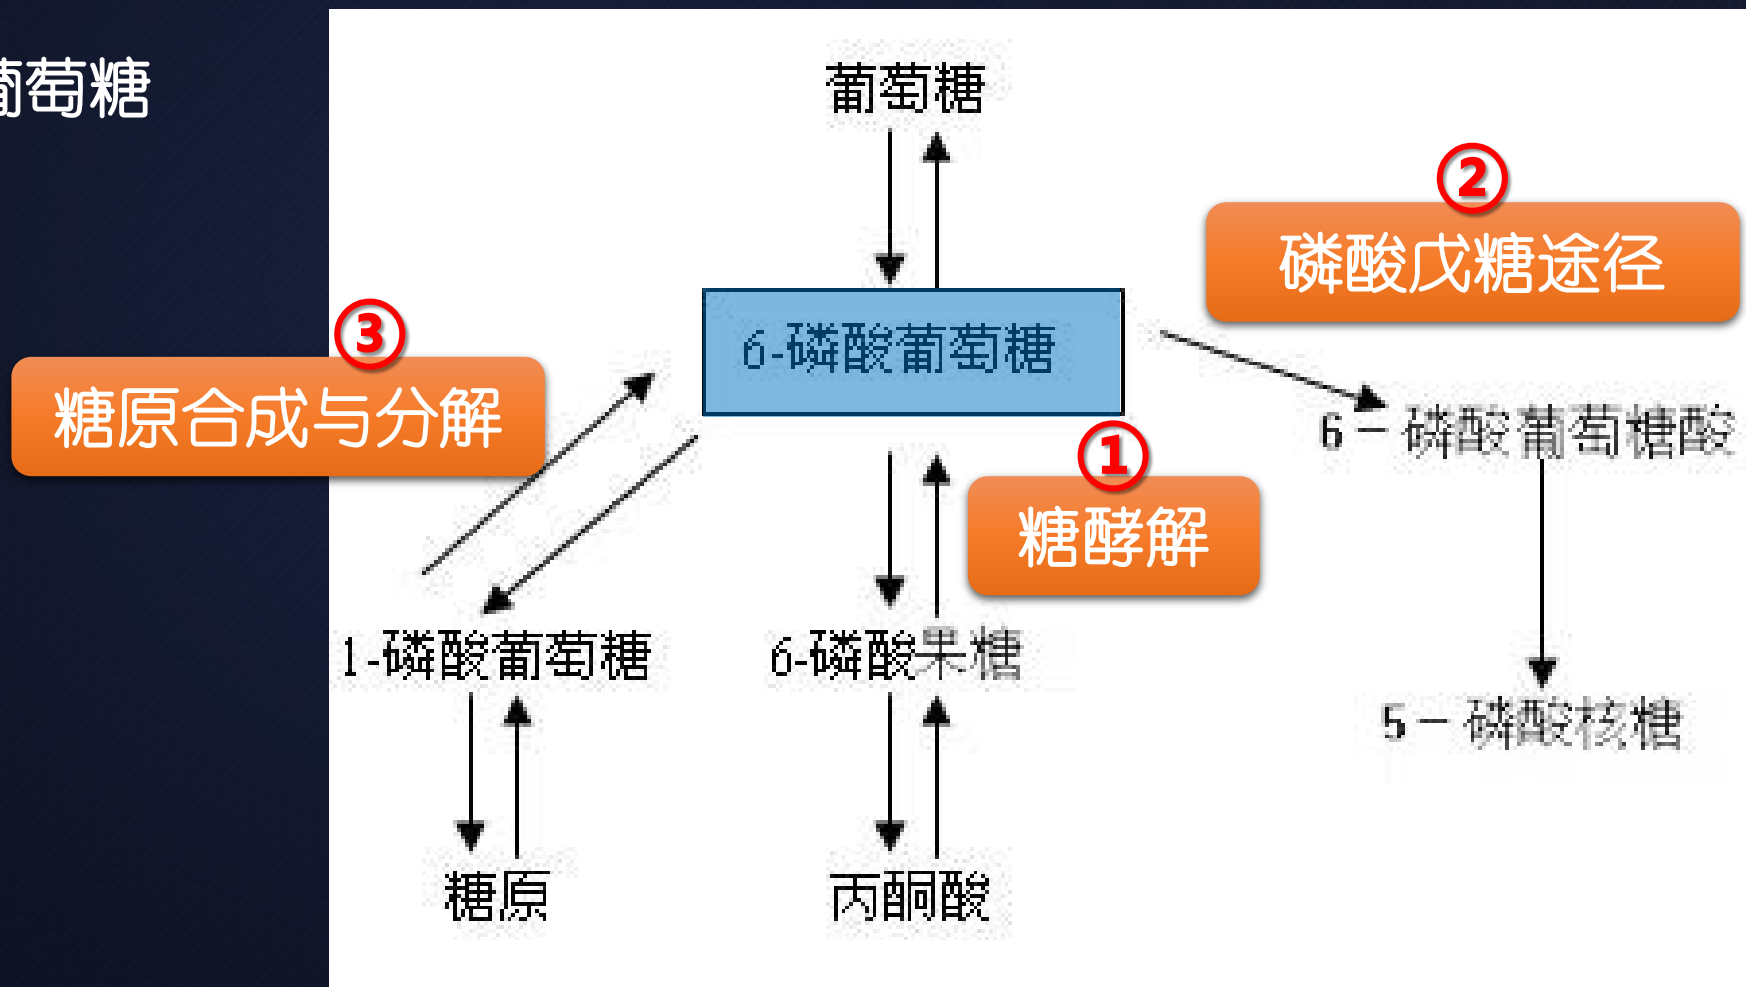 葡萄糖
葡萄糖
②
磷酸戊糖途径
③
糖原合成与分解
6-磷酸葡萄糖
6－磷酸葡萄糖酸
①
糖酵解
1-磷酸葡萄糖
6-磷酸果糖
5－磷酸核糖
糖原
丙酮酸